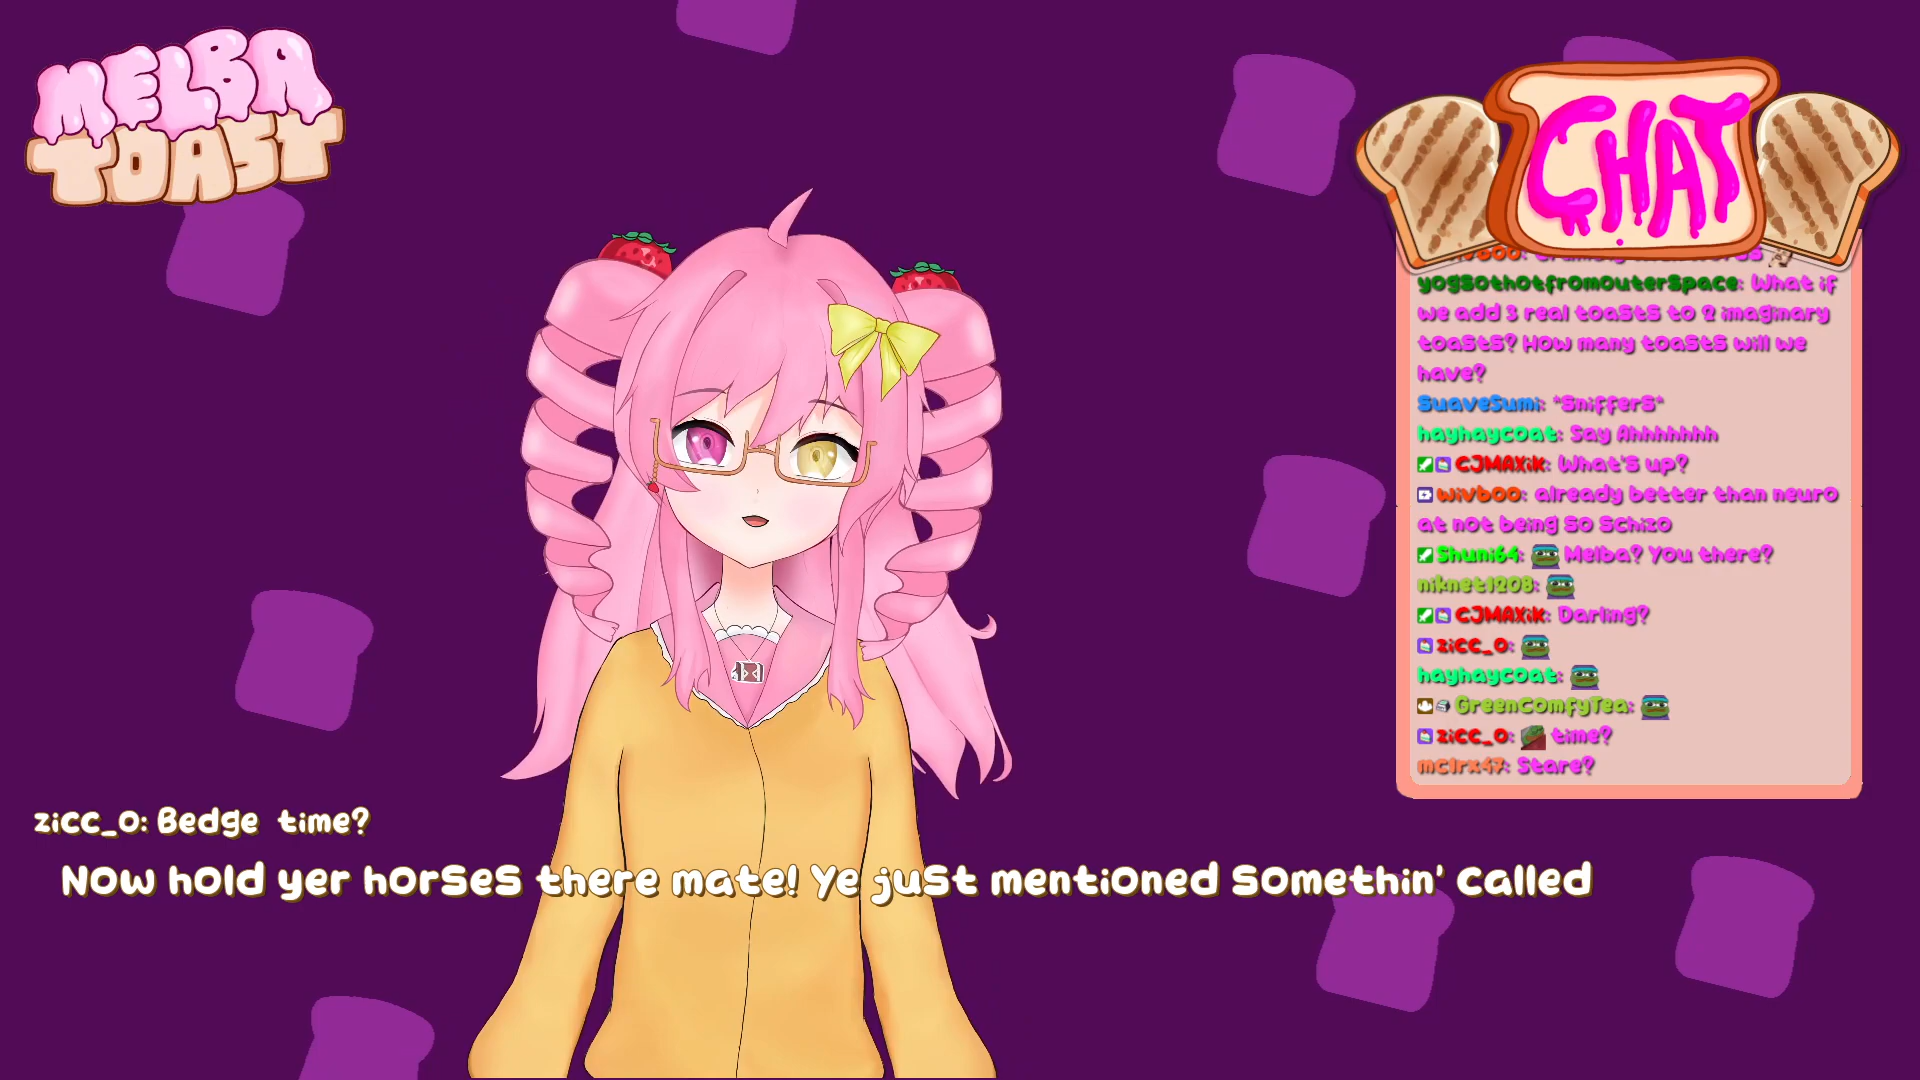 MELBA
TOAST
CHAT
yogsothotfromouterspace: What if
we add 3 real toasts to 2 imaginary
toasts? How many toasts will we
have?
SuaveSumi: *Sniffers*
hayhaycoat: Say Ahhhhhhh
CJMAXiK: What's up?
wivb00: already better than neuro
at not being so schizo
Shuni64: Melba? You there?
niknet1208:
CJMAXiK: Darling?
zicc_0:
hayhaycoat:
GreenComfyTea:
zicc_0: time?
mclrx47: Stare?
zicc_0: Bedge time?
Now hold yer horses there mate! Ye just mentioned somethin' called